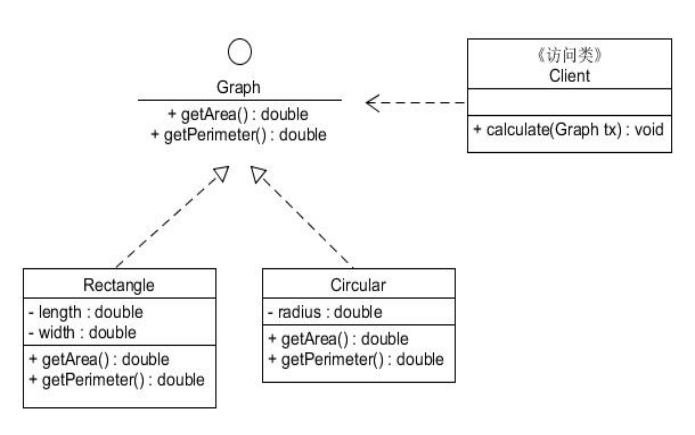 Graph
+ getArea() : double
+ getPerimeter() : double
《访问类》
Client
+ calculate(Graph tx) : void
Rectangle
- length : double
- width : double
+ getArea() : double
+ getPerimeter() : double
Circular
- radius : double
+ getArea() : double
+ getPerimeter() : double